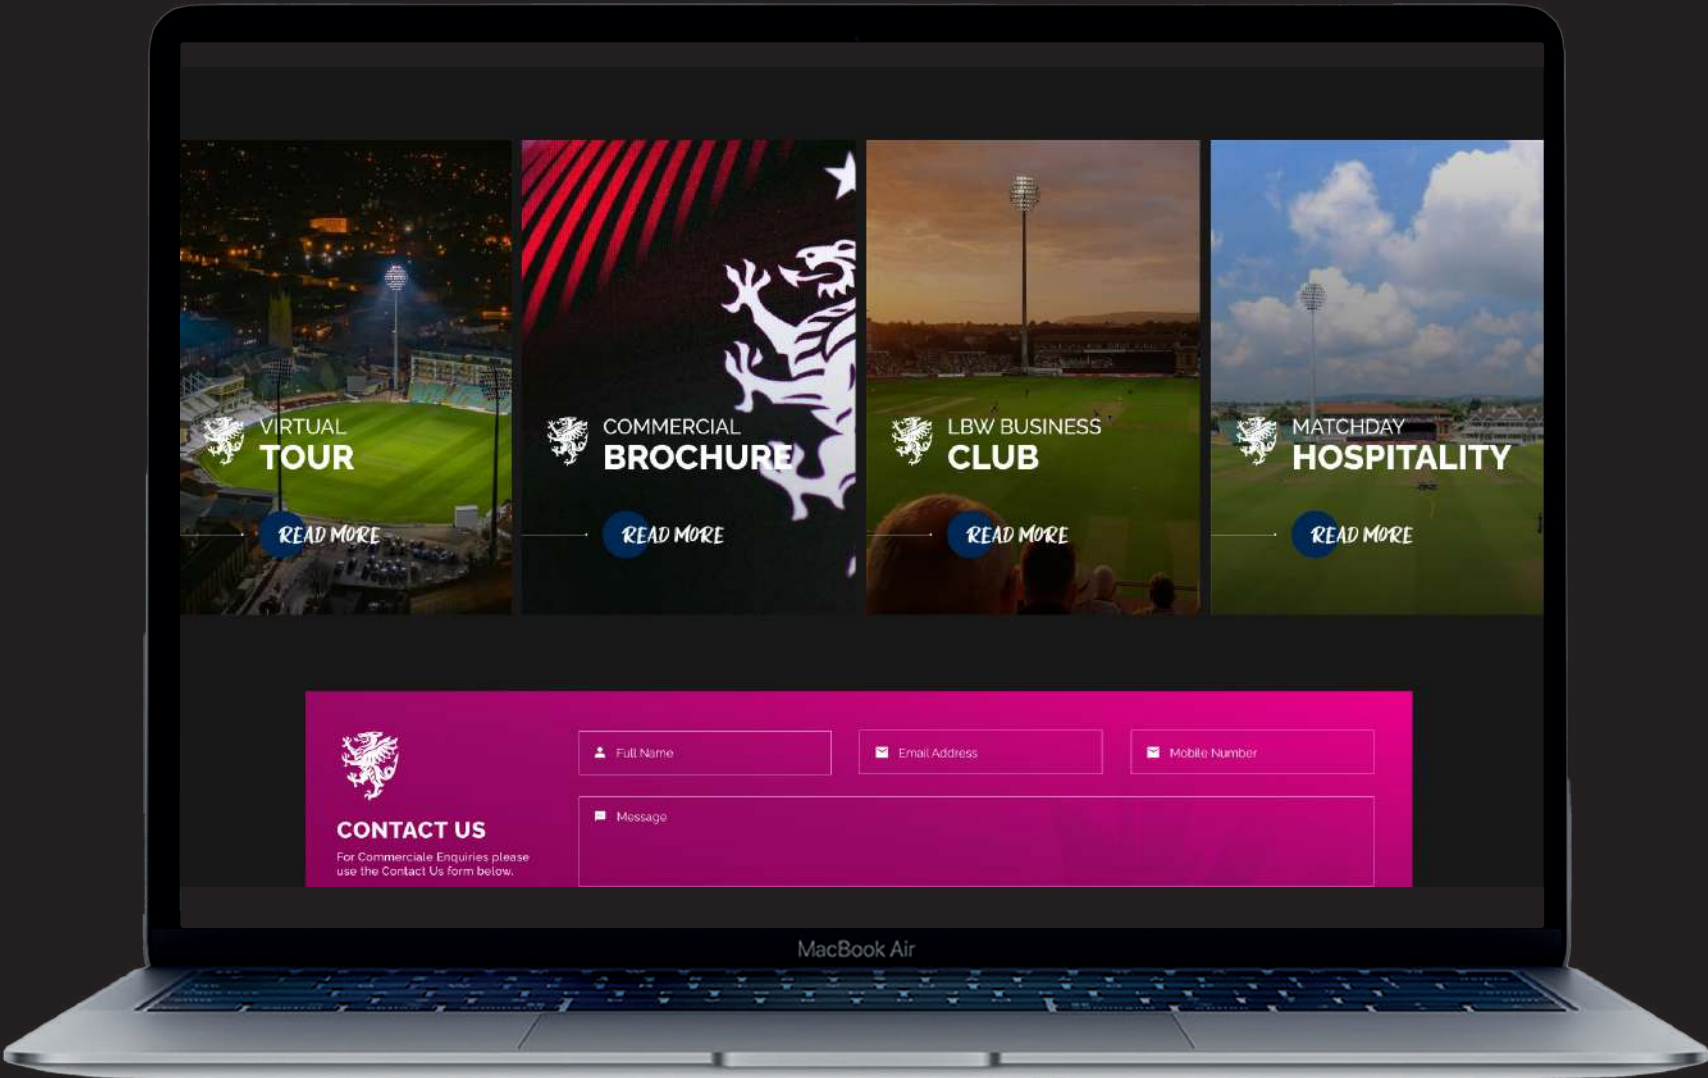 VIRTUAL
TOUR
READ MORE
COMMERCIAL
BROCHURE
READ MORE
LBW BUSINESS
CLUB
READ MORE
MATCHDAY
HOSPITALITY
READ MORE
CONTACT US
For Commerciale Enquiries please
use the Contact Us form below.
Full Name
Email Address
Mobile Number
Message
MacBook Air